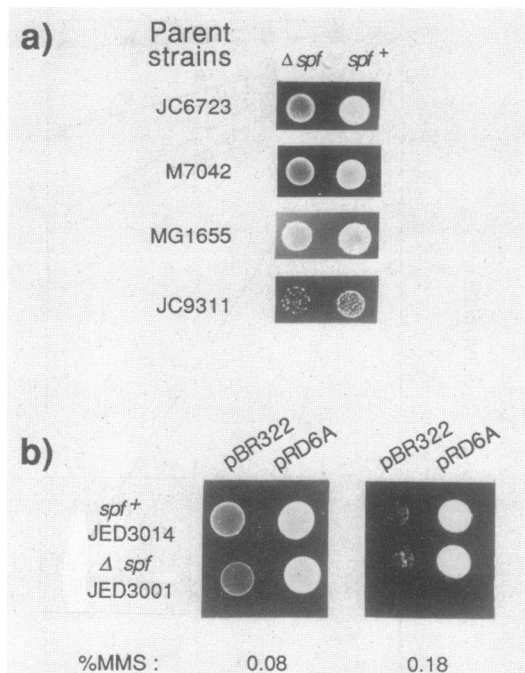 a)
Parent
strains
Δ spf spf +
JC6723
M7042
MG1655
JC9311
b)
pBR322 pRD6A pBR322 pRD6A
spf +
JED3014
Δ spf
JED3001
%MMS : 0.08 0.18